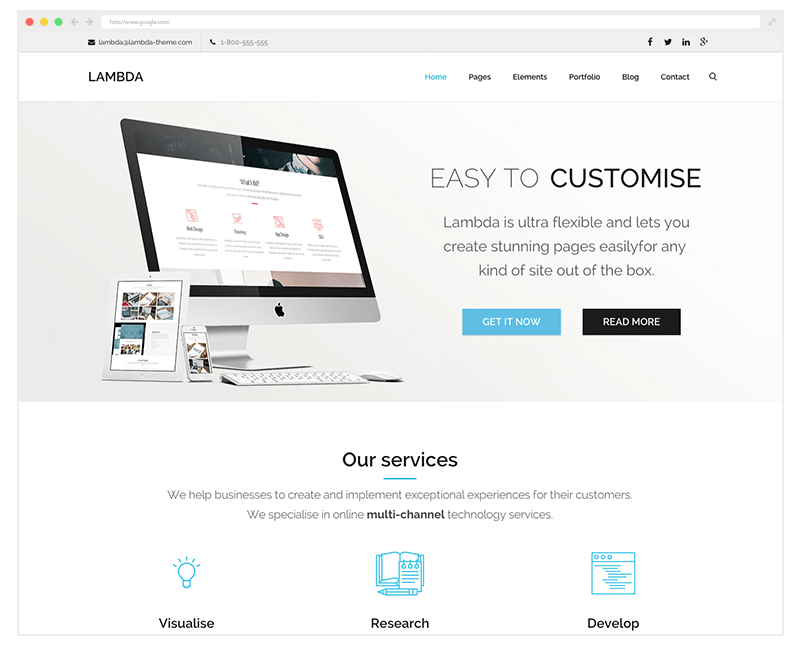 http://www.google.com/
lambda@lambda-theme.com
1-800-555-555
LAMBDA
Home Pages Elements Portfolio Blog Contact
What I do?
Web Design Branding App Design SEO
EASY TO CUSTOMISE
Lambda is ultra flexible and lets you
create stunning pages easilyfor any
kind of site out of the box.
GET IT NOW READ MORE
Our services
We help businesses to create and implement exceptional experiences for their customers.
We specialise in online multi-channel technology services.
Visualise Research Develop